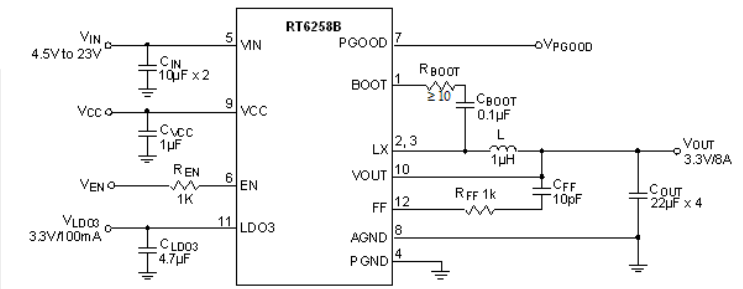 RT6258B
VIN
4.5V to 23V
5
VIN
CIN
10µF x 2
VCC
9
VCC
CVCC
1µF
VEN
REN
1K
6
EN
VLDO3
3.3V/100mA
11
LDO3
CLDO3
4.7µF
PGOOD
7
VPGOOD
BOOT
1
RBOOT
≥ 10
CBOOT
0.1µF
LX
2, 3
L
1µH
VOUT
3.3V/8A
VOUT
10
CFF
10pF
FF
12
RFF 1k
COUT
22µF x 4
AGND
8
PGND
4